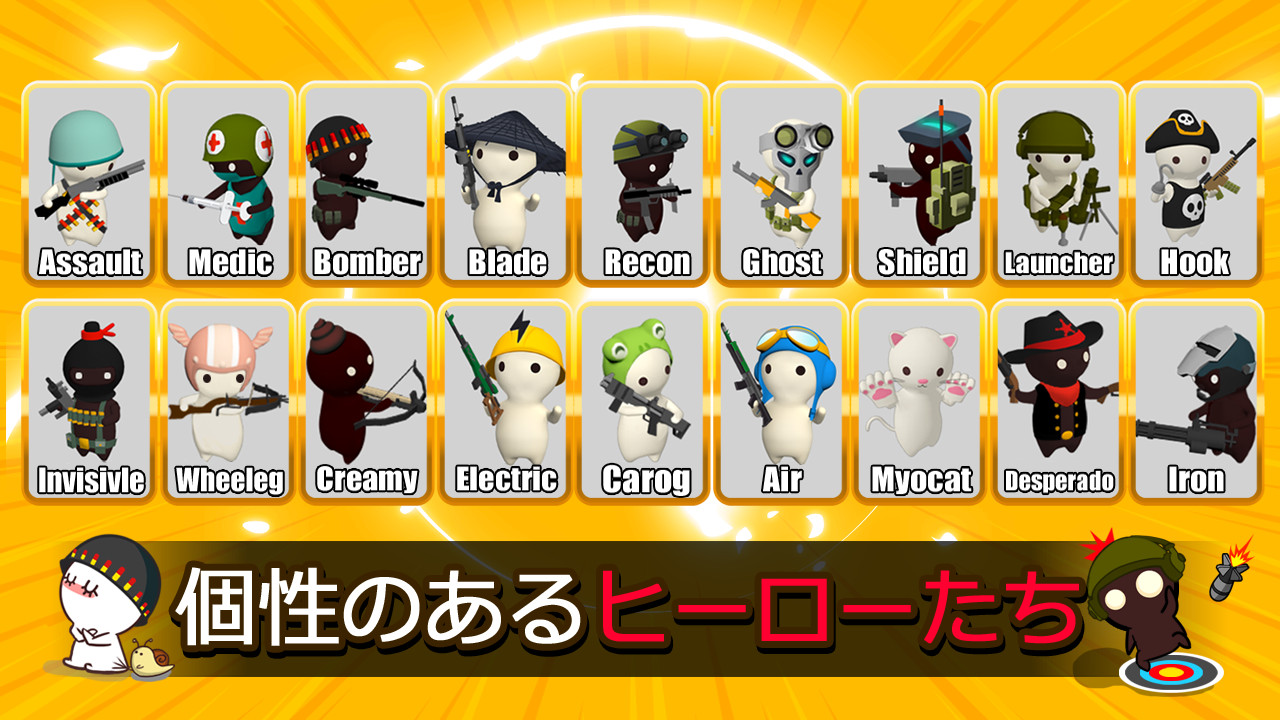 Assault Medic Bomber Blade Recon Ghost Shield Launcher Hook
Invisivle Wheeleg Creamy Electric Carog Air Myocat Desperado Iron
個性のあるヒーローたち